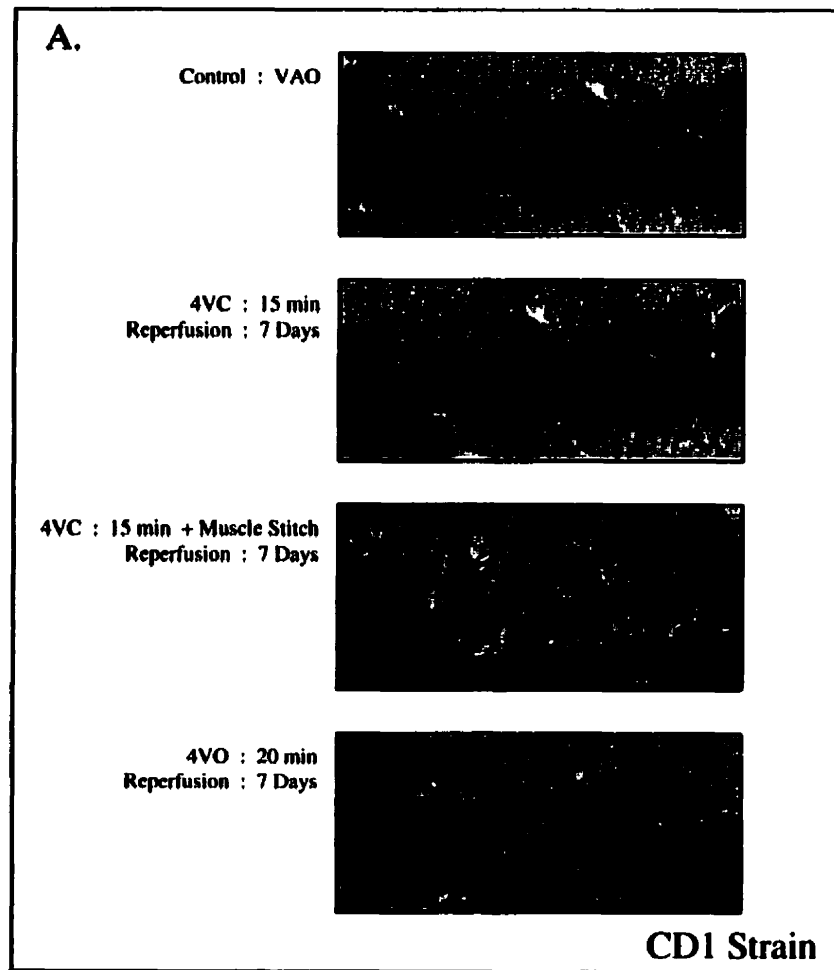 A.
Control : VAO
4VC : 15 min
Reperfusion : 7 Days
4VC : 15 min + Muscle Stitch
Reperfusion : 7 Days
4VO : 20 min
Reperfusion : 7 Days
CD1 Strain